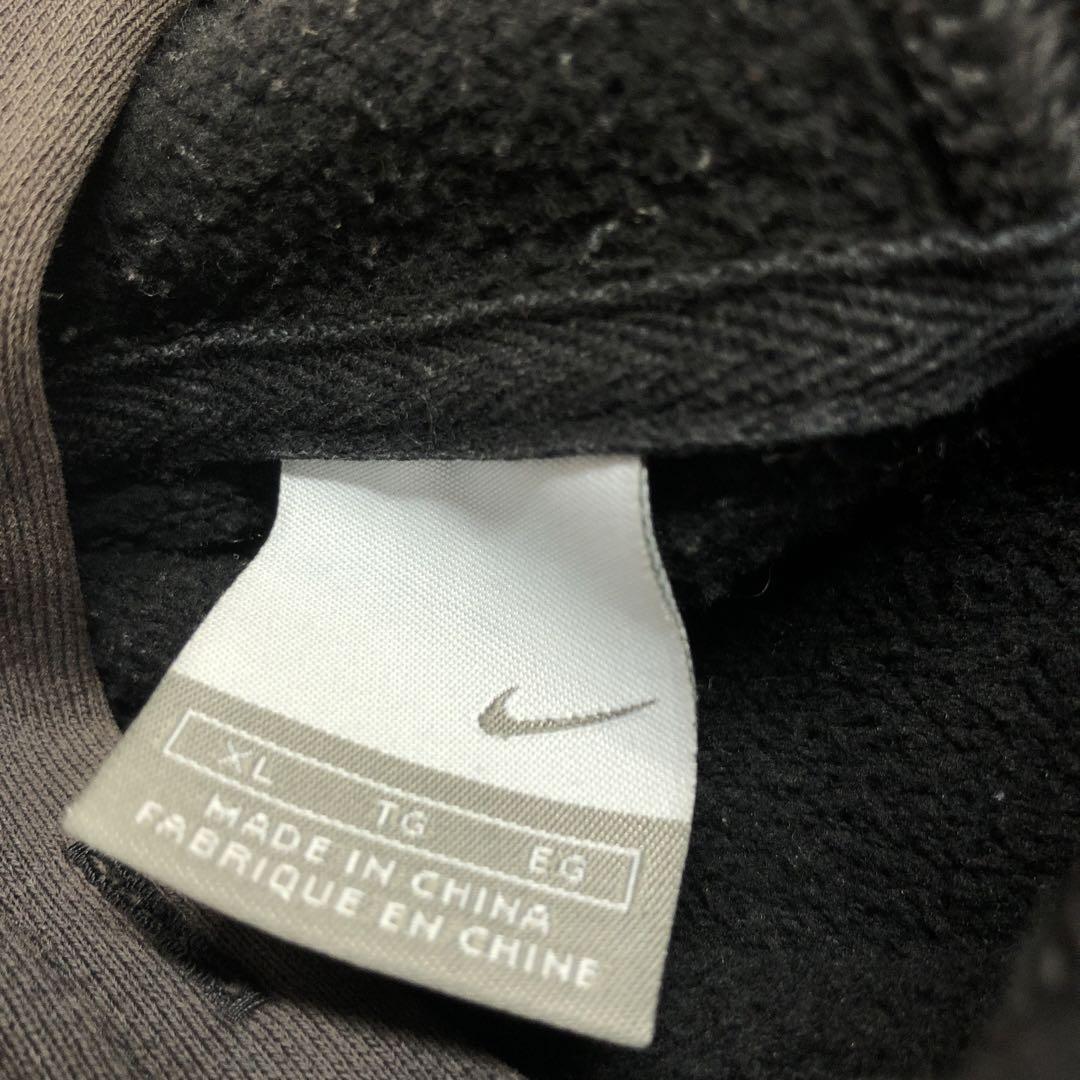 XL TG EG
MADE IN CHINA
FABRIQUE EN CHINE